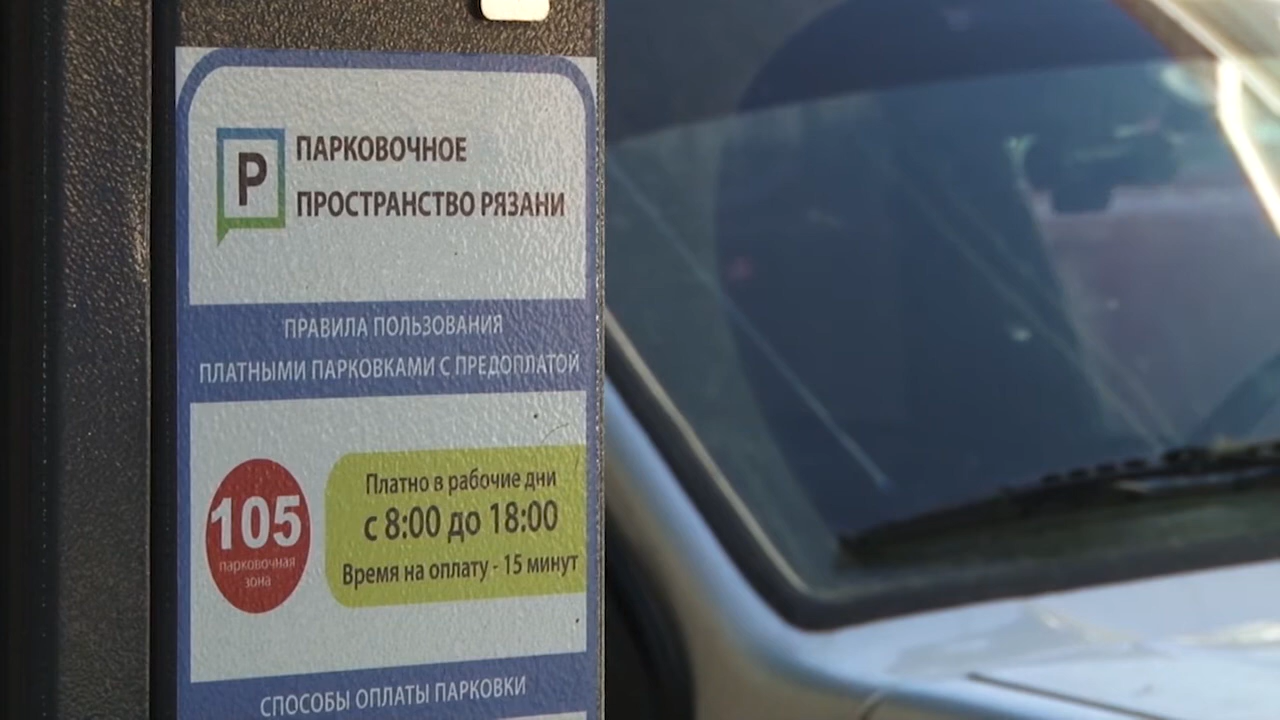 P
ПАРКОВОЧНОЕ
ПРОСТРАНСТВО РЯЗАНИ
ПРАВИЛА ПОЛЬЗОВАНИЯ
ПЛАТНЫМИ ПАРКОВКАМИ С ПРЕДОПЛАТОЙ
105
парковочная
зона
Платно в рабочие дни
с 8:00 до 18:00
Время на оплату - 15 минут
СПОСОБЫ ОПЛАТЫ ПАРКОВКИ